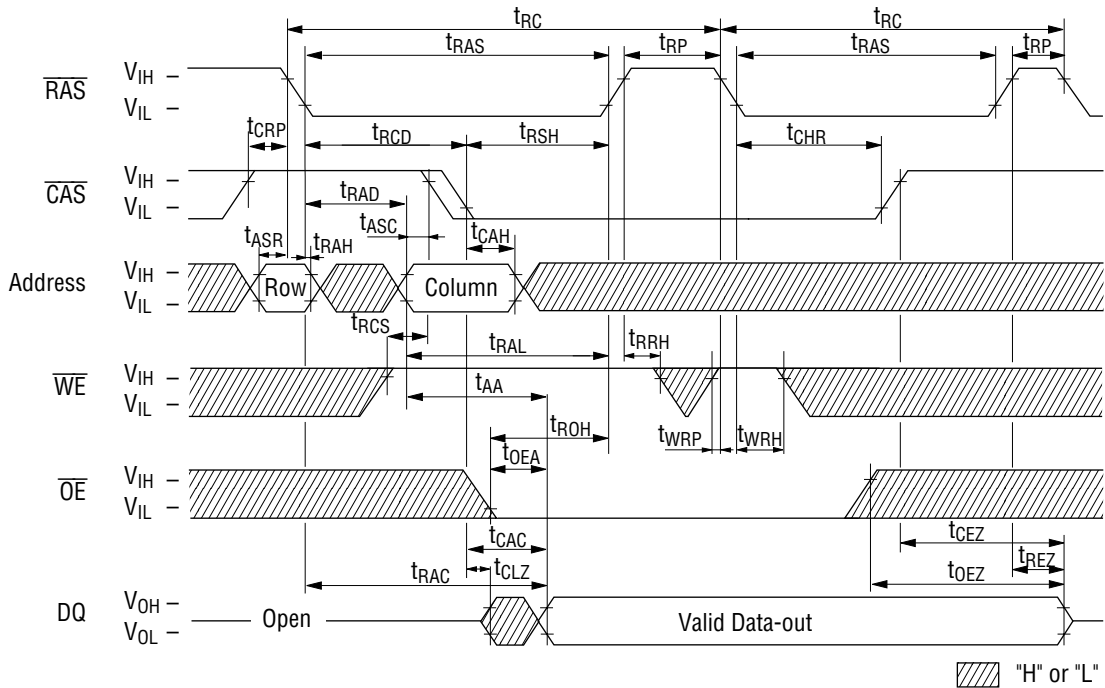 tRC tRC
tRAS tRP tRAS tRP
RAS VIH –
VIL –
tCRP tRCD tRSH tCHR
CAS VIH –
VIL –
tRAD
tASC
tASR tRAH tCAH
Address VIH –
VIL –
Row Column
tRCS tRAL tRRH
WE VIH –
VIL –
tAA
tROH tWRP tWRH
tOEA
OE VIH –
VIL –
tCAC tCEZ
tRAC tCLZ tREZ
tOEZ
DQ VOH –
VOL –
Open Valid Data-out
"H" or "L"